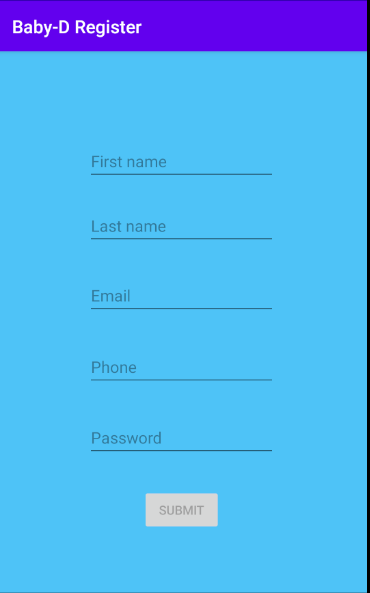 Baby-D Register
First name
Last name
Email
Phone
Password
SUBMIT